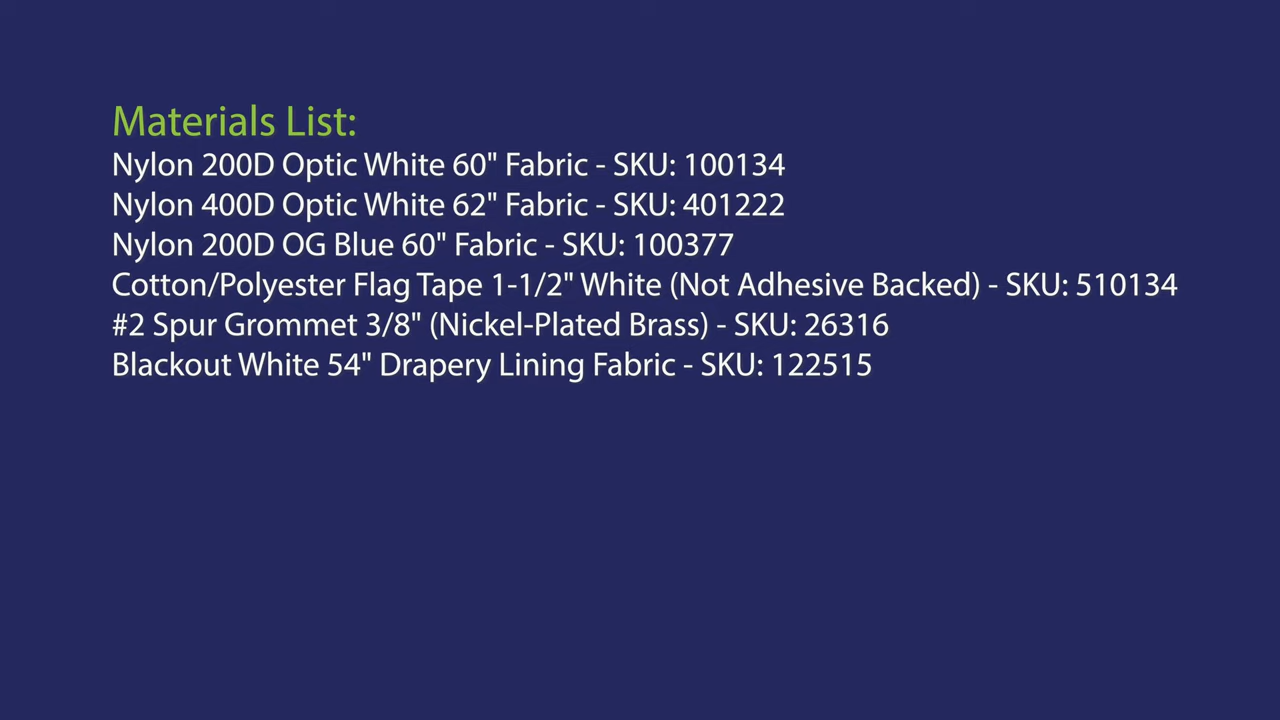 Materials List:
Nylon 200D Optic White 60" Fabric - SKU: 100134
Nylon 400D Optic White 62" Fabric - SKU: 401222
Nylon 200D OG Blue 60" Fabric - SKU: 100377
Cotton/Polyester Flag Tape 1-1/2" White (Not Adhesive Backed) - SKU: 510134
#2 Spur Grommet 3/8" (Nickel-Plated Brass) - SKU: 26316
Blackout White 54" Drapery Lining Fabric - SKU: 122515